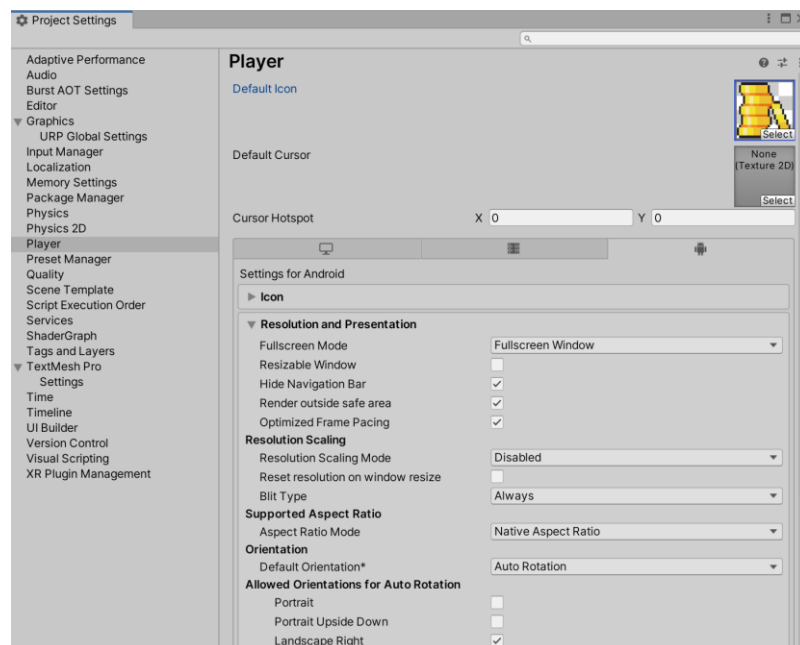 Project Settings
Adaptive Performance
Audio
Burst AOT Settings
Editor
Graphics
URP Global Settings
Input Manager
Localization
Memory Settings
Package Manager
Physics
Physics 2D
Player
Preset Manager
Quality
Scene Template
Script Execution Order
Services
ShaderGraph
Tags and Layers
TextMesh Pro
Settings
Time
Timeline
UI Builder
Version Control
Visual Scripting
XR Plugin Management
Player
Default Icon
Select
Default Cursor
None
(Texture 2D)
Select
Cursor Hotspot X 0 Y 0
Settings for Android
Icon
Resolution and Presentation
Fullscreen Mode Fullscreen Window
Resizable Window
Hide Navigation Bar
Render outside safe area
Optimized Frame Pacing
Resolution Scaling
Resolution Scaling Mode Disabled
Reset resolution on window resize
Blit Type Always
Supported Aspect Ratio
Aspect Ratio Mode Native Aspect Ratio
Orientation
Default Orientation* Auto Rotation
Allowed Orientations for Auto Rotation
Portrait
Portrait Upside Down
Landscape Right